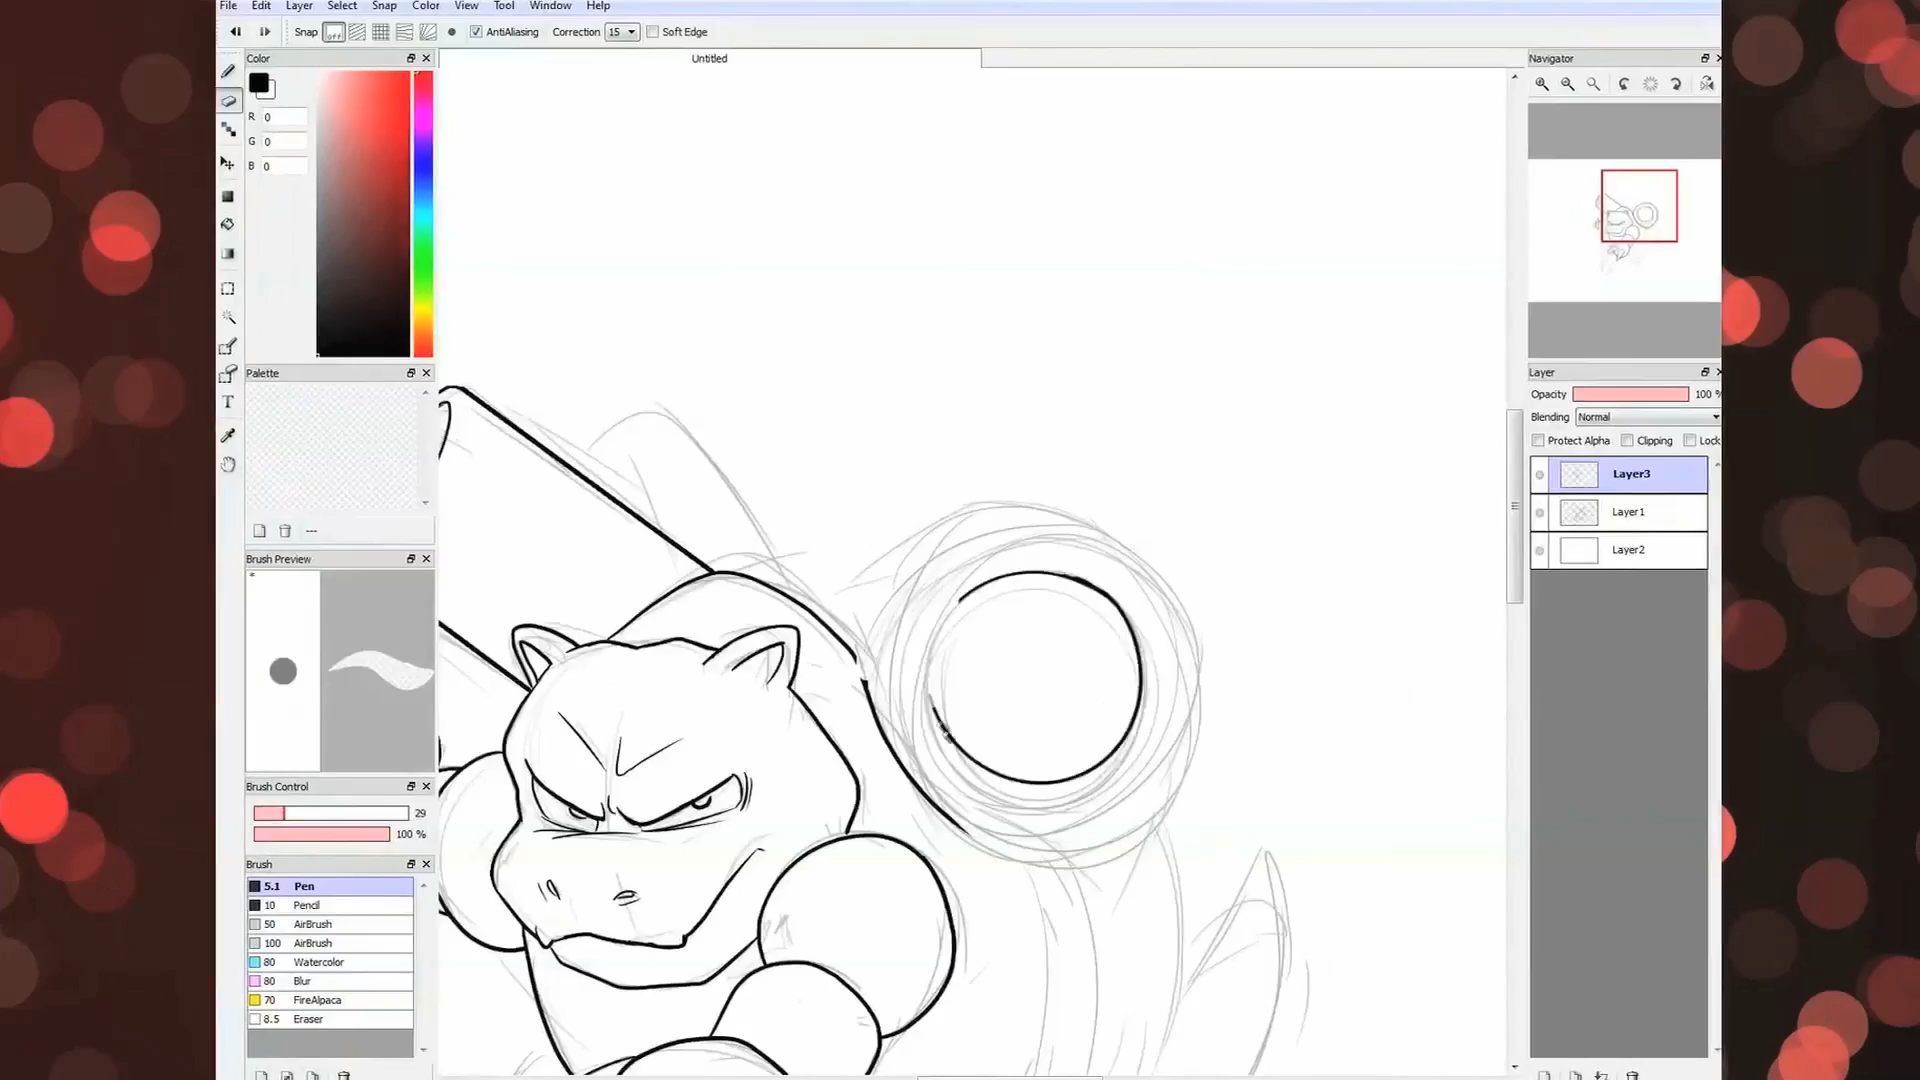 File Edit Layer Select Snap Color View Tool Window Help
Snap off AntiAliasing Correction 15 Soft Edge
Color
Untitled
Navigator
R 0
G 0
B 0
Palette
Layer
Opacity 100 %
Blending Normal
Protect Alpha Clipping Lock
Layer3
Layer1
Layer2
T
---
Brush Preview
*
Brush Control
29
100 %
Brush
5.1 Pen
10 Pencil
50 AirBrush
100 AirBrush
80 Watercolor
80 Blur
70 FireAlpaca
8.5 Eraser